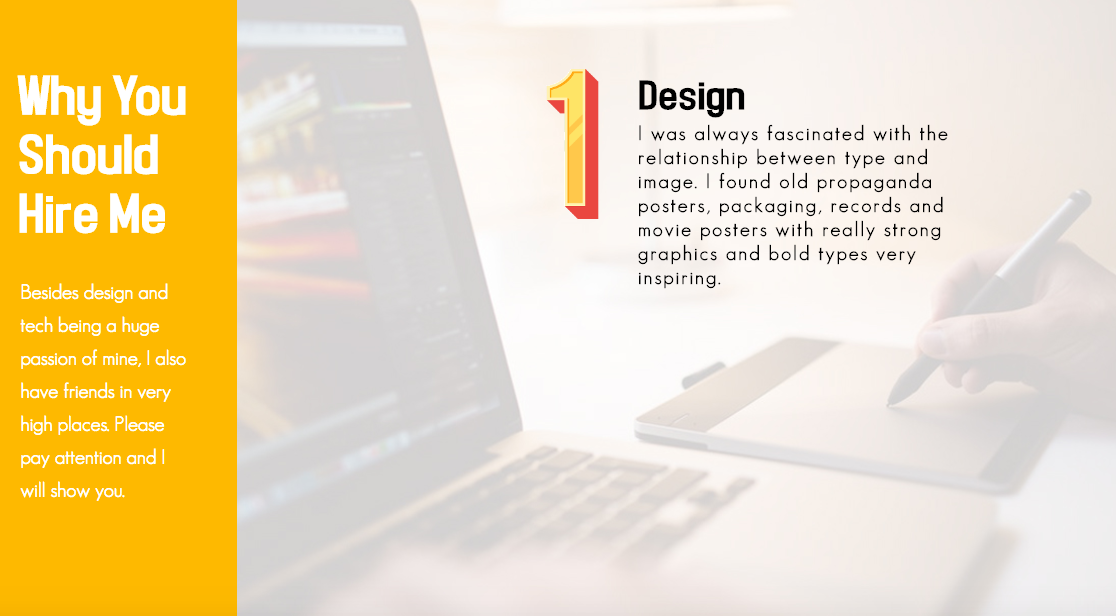 Why You
Should
Hire Me
Besides design and
tech being a huge
passion of mine, I also
have friends in very
high places. Please
pay attention and I
will show you.
1
Design
I was always fascinated with the
relationship between type and
image. I found old propaganda
posters, packaging, records and
movie posters with really strong
graphics and bold types very
inspiring.